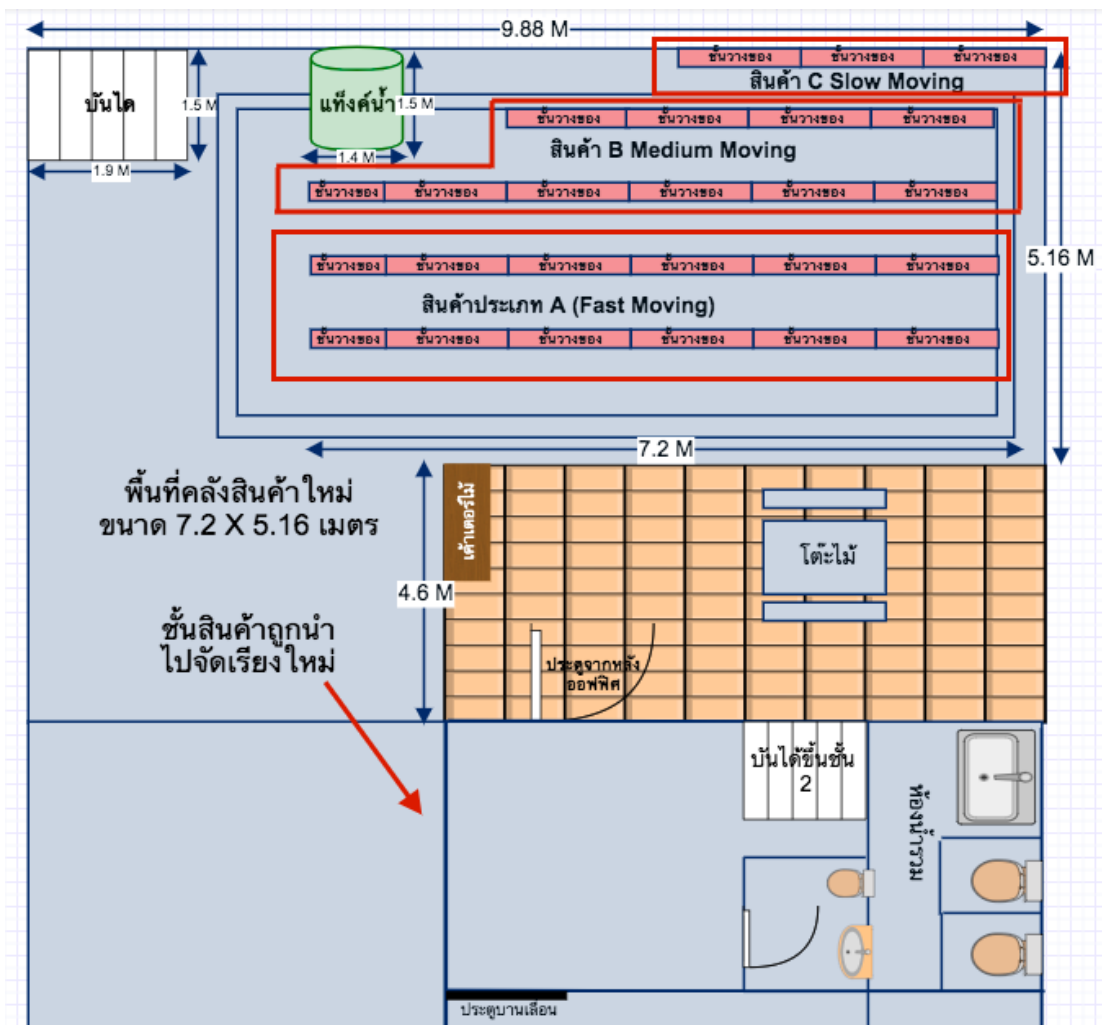 9.88 M
ชั้นวางของ ชั้นวางของ ชั้นวางของ
สินค้า C Slow Moving
บันได
1.5 M
แท็งค์น้ำ
1.5 M
1.4 M
1.9 M
ชั้นวางของ ชั้นวางของ ชั้นวางของ ชั้นวางของ
สินค้า B Medium Moving
ชั้นวางของ ชั้นวางของ ชั้นวางของ ชั้นวางของ ชั้นวางของ ชั้นวางของ
5.16 M
ชั้นวางของ ชั้นวางของ ชั้นวางของ ชั้นวางของ ชั้นวางของ ชั้นวางของ
สินค้าประเภท A (Fast Moving)
ชั้นวางของ ชั้นวางของ ชั้นวางของ ชั้นวางของ ชั้นวางของ ชั้นวางของ
7.2 M
พื้นที่คลังสินค้าใหม่
ขนาด 7.2 X 5.16 เมตร
เค้าเตอร์ไม้
โต๊ะไม้
4.6 M
ชั้นสินค้าถูกนำ
ไปจัดเรียงใหม่
ประตูจากหลัง
ออฟฟิศ
บันได้ขึ้นชั้น
2
ห้องน้ำรวม
ประตูบานเลื่อน